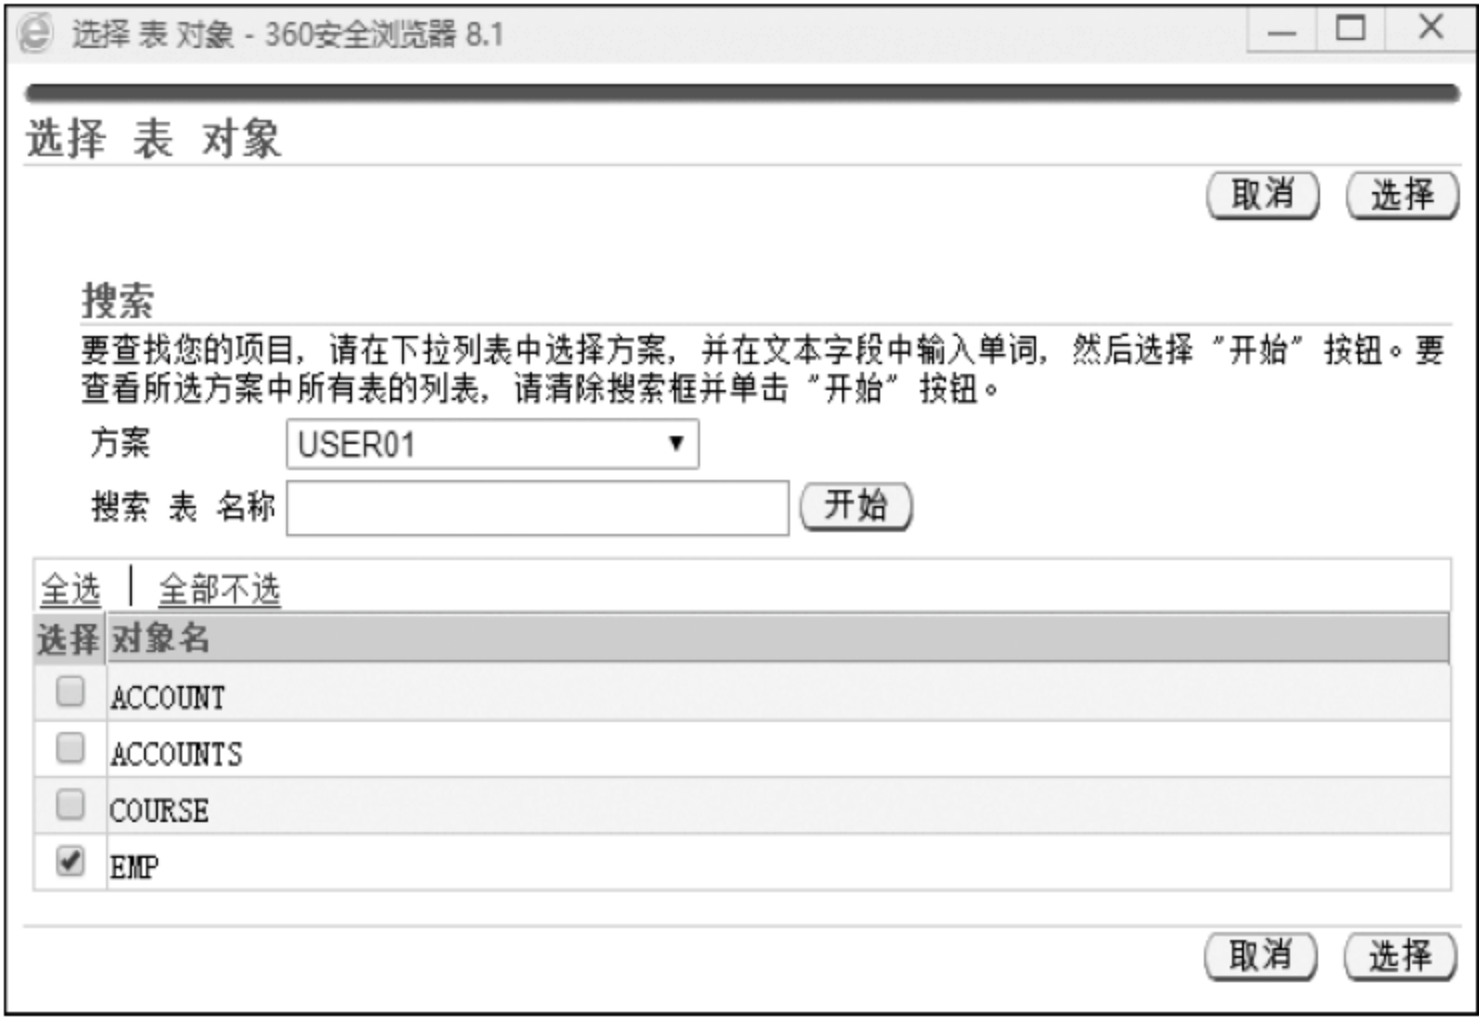 选择 表 对象 - 360安全浏览器 8.1
选择 表 对象
取消 选择
搜索
要查找您的项目, 请在下拉列表中选择方案, 并在文本字段中输入单词, 然后选择 "开始" 按钮。要
查看所选方案中所有表的列表, 请清除搜索框并单击 "开始" 按钮。
方案 USER01
搜索 表 名称 开始
全选 | 全部不选
选择 对象名
ACCOUNT
ACCOUNTS
COURSE
EMP
取消 选择